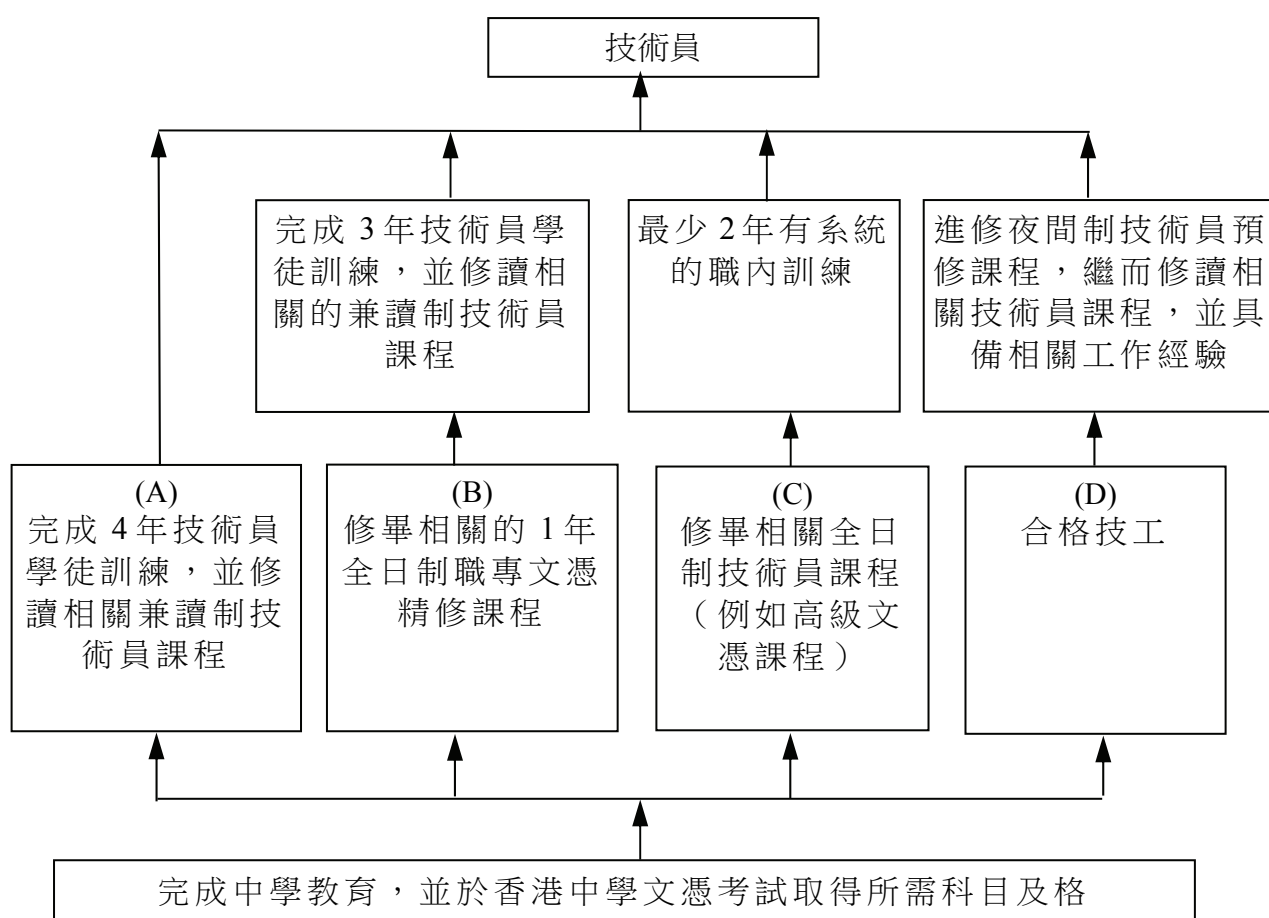 技術員
完成 3 年技術員學
徒訓練，並修讀相
關的兼讀制技術員
課程
最少 2 年有系統
的職內訓練
進修夜間制技術員預
修課程，繼而修讀相
關技術員課程，並具
備相關工作經驗
(A)
完成 4 年技術員
學徒訓練，並修
讀相關兼讀制技
術員課程
(B)
修畢相關的 1 年
全日制職專文憑
精修課程
(C)
修畢相關全日
制技術員課程
（例如高級文
憑課程）
(D)
合格技工
完成中學教育，並於香港中學文憑考試取得所需科目及格